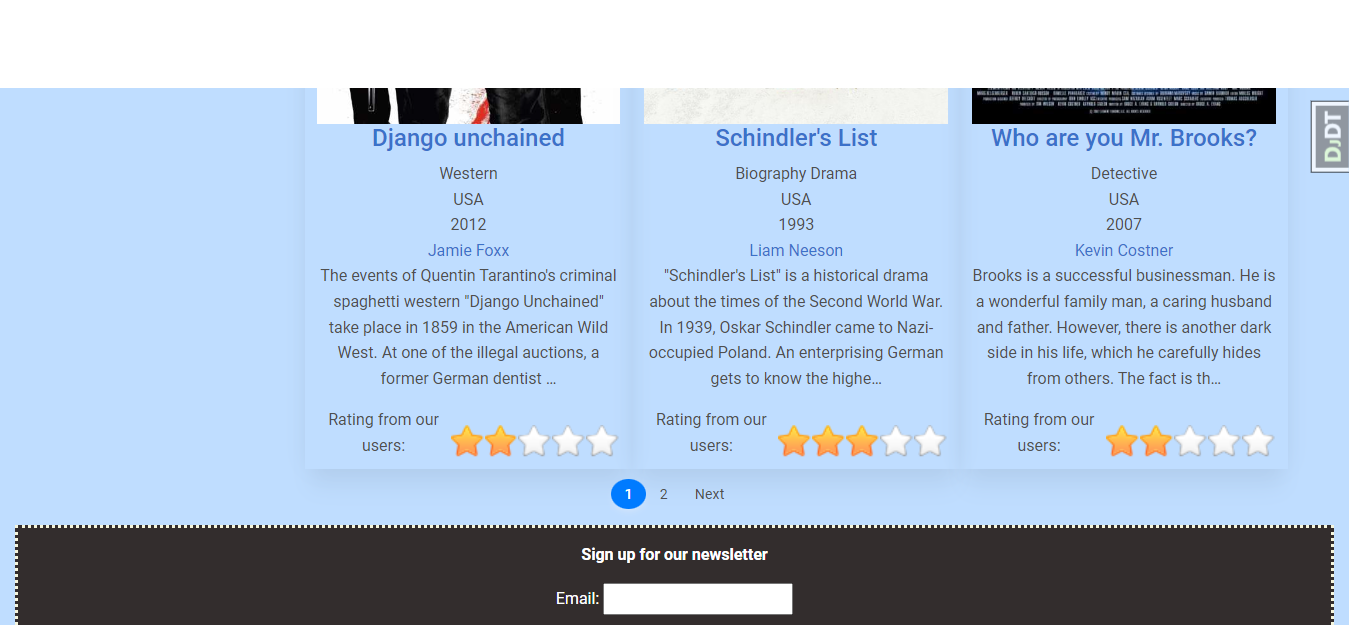 Django unchained
Western
USA
2012
Jamie Foxx
The events of Quentin Tarantino's criminal
spaghetti western "Django Unchained"
take place in 1859 in the American Wild
West. At one of the illegal auctions, a
former German dentist ...
Rating from our
users:
Schindler's List
Biography Drama
USA
1993
Liam Neeson
"Schindler's List" is a historical drama
about the times of the Second World War.
In 1939, Oskar Schindler came to Nazi-
occupied Poland. An enterprising German
gets to know the highe...
Rating from our
users:
Who are you Mr. Brooks?
Detective
USA
2007
Kevin Costner
Brooks is a successful businessman. He is
a wonderful family man, a caring husband
and father. However, there is another dark
side in his life, which he carefully hides
from others. The fact is th...
Rating from our
users:
DJDT
1 2 Next
Sign up for our newsletter
Email: